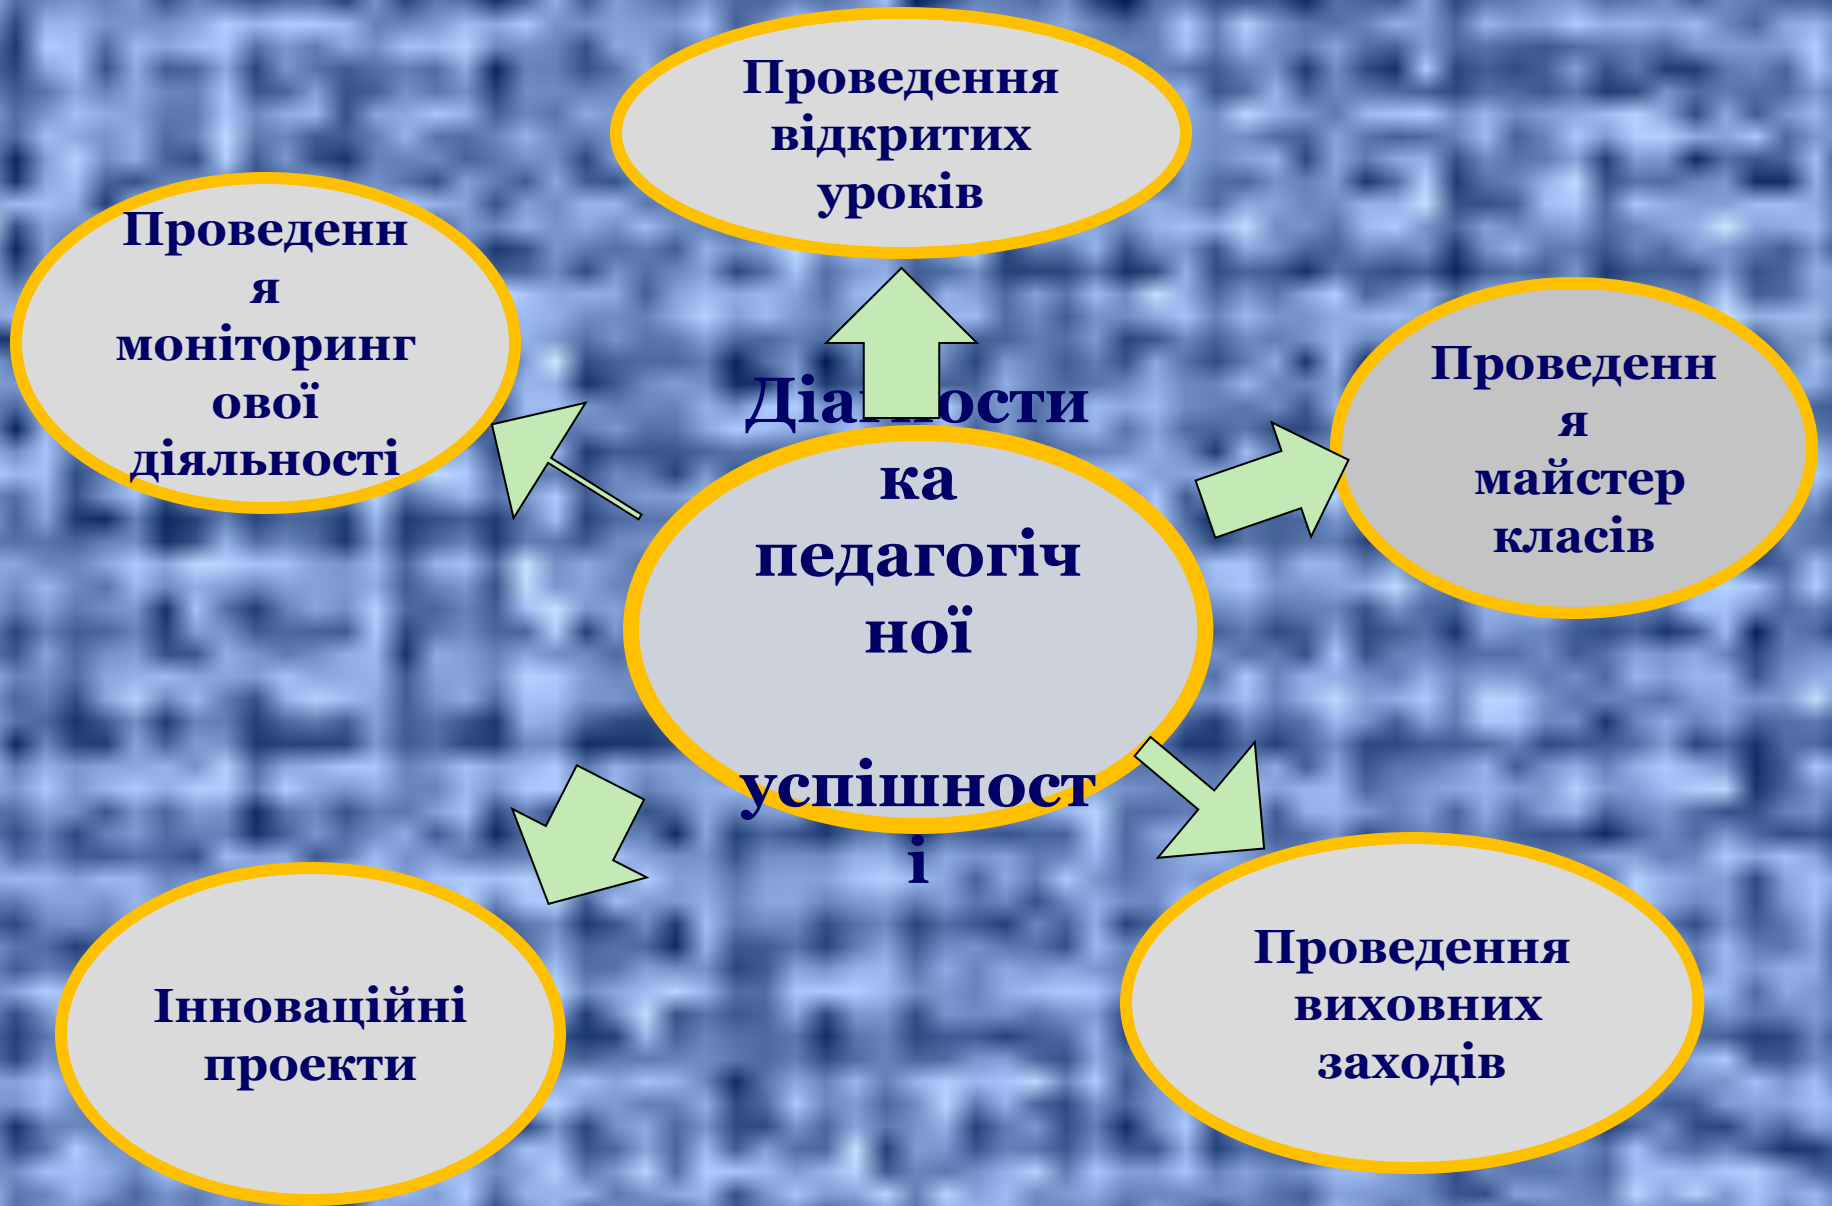 Проведення
відкритих
уроків
Проведенн
я
моніторинг
ової
діяльності
Проведенн
я
майстер
класів
Діагности
ка
педагогіч
ної
успішност
і
Інноваційні
проекти
Проведення
виховних
заходів